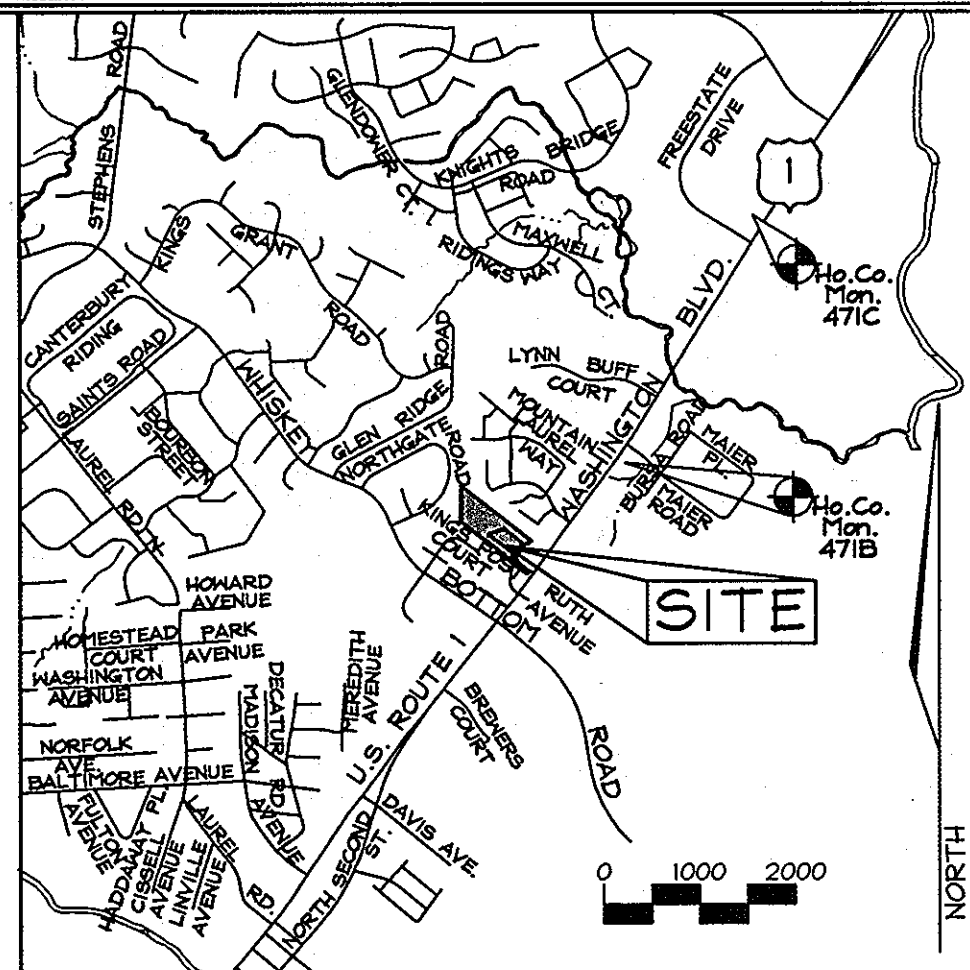 STEPHENS ROAD
GLENDOWER CT.
KNIGHTS BRIDGE
ROAD
FREESTATE
DRIVE
1
KINGS
GRANT
ROAD
MAXWELL
CT.
RIDINGS WAY
BLVD.
WASHINGTON
Ho.Co.
Mon.
471C
CANTERBURY
RIDING
SAINTS ROAD
WHISKEY
BOURBON
STREET
LAUREL RD.
LYNN BUFF
COURT
GLEN RIDGE
ROAD
NORTHGATE
ROAD
MOUNTAIN
LAUREL
WAY
BURSA ROAD
MAIER
PL.
MAIER
ROAD
Ho.Co.
Mon.
471B
KINGS POST
COURT
BOTTOM
ROAD
SITE
RUTH
AVENUE
HOWARD
AVENUE
HOMESTEAD
COURT
PARK
AVENUE
WASHINGTON
AVENUE
DECATUR RD
MADISON AVENUE
MEREDITH
AVENUE
U.S. ROUTE 1
BREWERS
COURT
NORFOLK
AVE.
BALTIMORE AVENUE
FULTON
AVENUE
HADDAWAY PL.
CISSELL
AVENUE
LINVILLE
AVENUE
LAUREL RD.
NORTH SECOND
ST.
DAVIS AVE.
0 1000 2000
NORTH